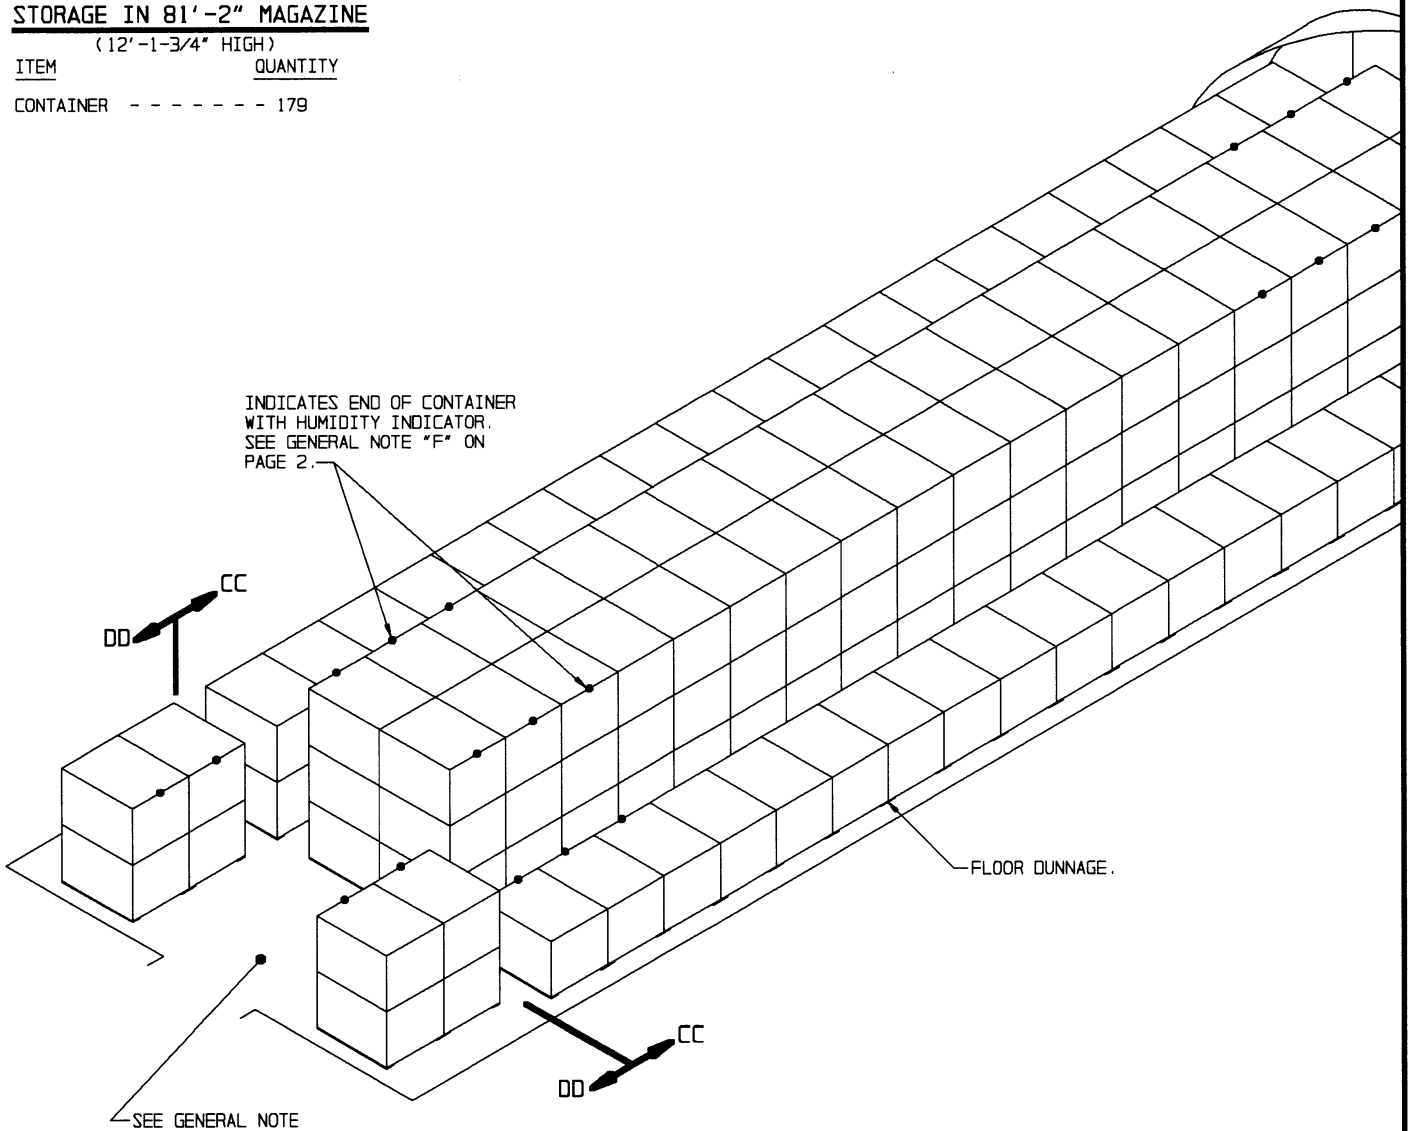 STORAGE IN 81'-2" MAGAZINE
(12'-1-3/4" HIGH)
ITEM QUANTITY
CONTAINER - - - - - - - 179
INDICATES END OF CONTAINER
WITH HUMIDITY INDICATOR.
SEE GENERAL NOTE "F" ON
PAGE 2.
CC
DD
FLOOR DUNNAGE.
CC
DD
SEE GENERAL NOTE